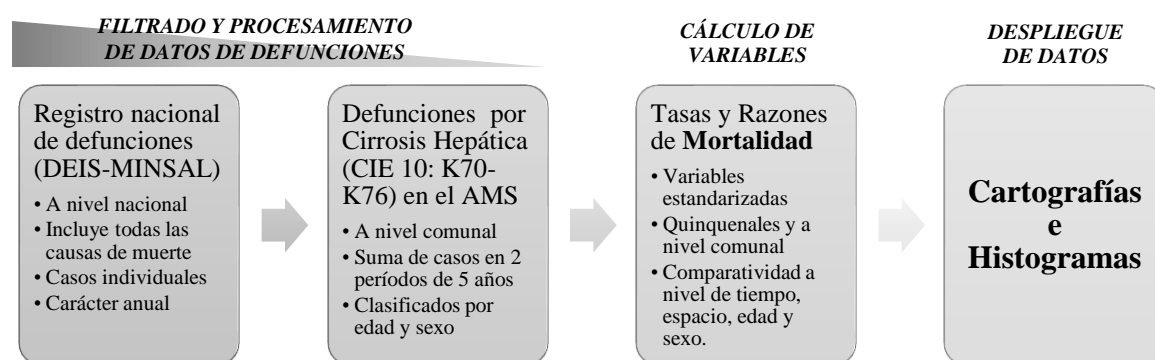 FILTRADO Y PROCESAMIENTO
DE DATOS DE DEFUNCIONES
CÁLCULO DE
VARIABLES
DESPLIEGUE
DE DATOS
Registro nacional
de defunciones
(DEIS-MINSAL)
• A nivel nacional
• Incluye todas las
causas de muerte
• Casos individuales
• Carácter anual
Defunciones por
Cirrosis Hepática
(CIE 10: K70-
K76) en el AMS
• A nivel comunal
• Suma de casos en 2
períodos de 5 años
• Clasificados por
edad y sexo
Tasas y Razones
de Mortalidad
• Variables
estandarizadas
• Quinquenales y a
nivel comunal
• Comparatividad a
nivel de tiempo,
espacio, edad y
sexo.
Cartografías
e
Histogramas